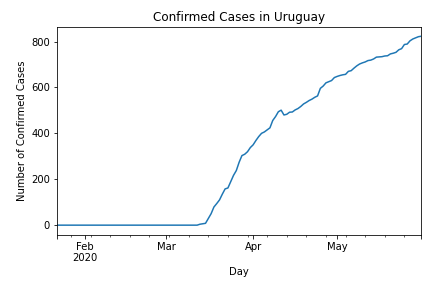 Confirmed Cases in Uruguay
Number of Confirmed Cases
800
600
400
200
0
Feb
2020
Mar
Apr
May
Day